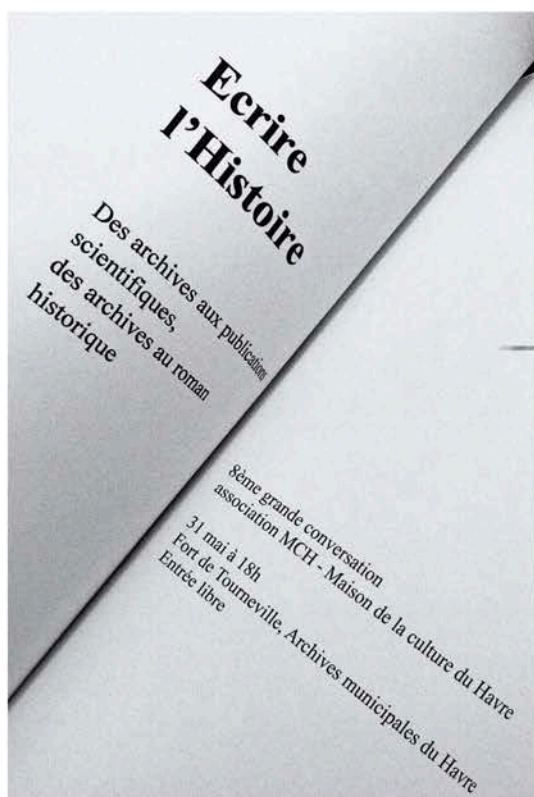 Ecrire
l'Histoire
Des archives aux publications
scientifiques,
des archives au roman
historique
8ème grande conversation
association MCH - Maison de la culture du Havre
31 mai à 18h
Fort de Tourneville, Archives municipales du Havre
Entrée libre